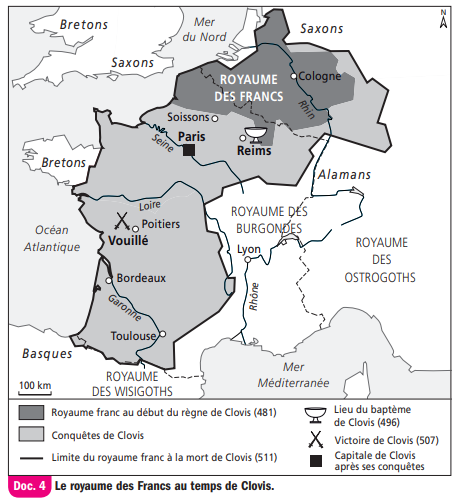 Bretons
Mer
du Nord
Saxons
N
Saxons
ROYAUME
DES FRANCS
Cologne
Rhin
Soissons
Paris
Seine
Reims
Bretons
Alamans
Loire
ROYAUME DES
BURGONDES
Océan
Atlantique
Poitiers
Vouillé
Lyon
ROYAUME
DES
OSTROGOTHS
Bordeaux
Garonne
Rhône
Toulouse
Basques
ROYAUME
DES WISIGOTHS
Mer
Méditerranée
100 km
Royaume franc au début du règne de Clovis (481)
Conquêtes de Clovis
Limite du royaume franc à la mort de Clovis (511)
Lieu du baptème
de Clovis (496)
Victoire de Clovis (507)
Capitale de Clovis
après ses conquêtes
Doc. 4 Le royaume des Francs au temps de Clovis.